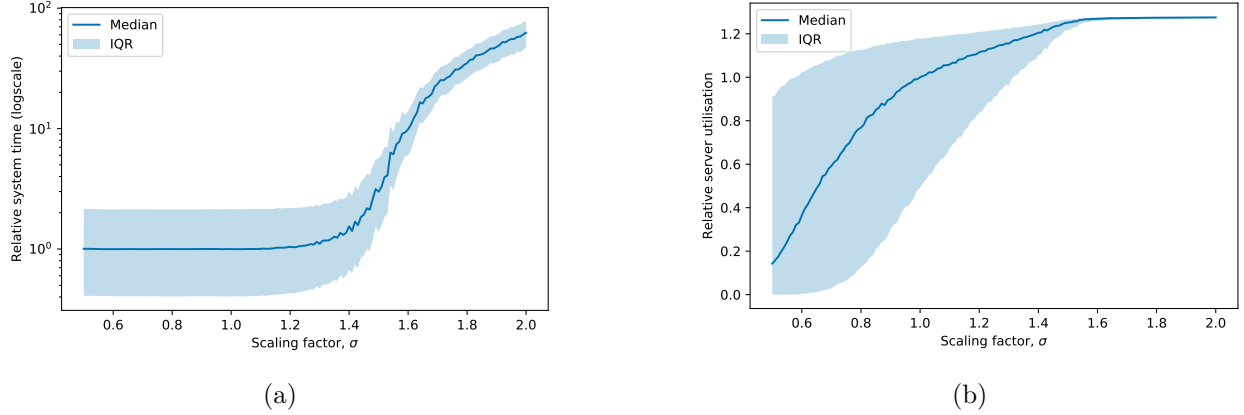 Median
IQR
10²
10¹
10⁰
Relative system time (logscale)
0.6 0.8 1.0 1.2 1.4 1.6 1.8 2.0
Scaling factor, σ
(a)
Median
IQR
1.2
1.0
0.8
0.6
0.4
0.2
0.0
Relative server utilisation
0.6 0.8 1.0 1.2 1.4 1.6 1.8 2.0
Scaling factor, σ
(b)